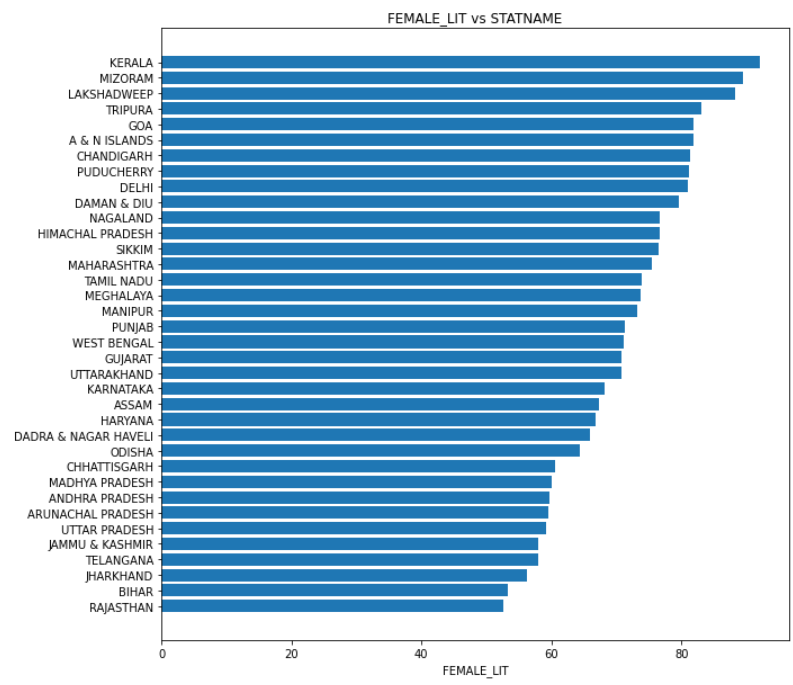 FEMALE_LIT vs STATNAME
KERALA
MIZORAM
LAKSHADWEEP
TRIPURA
GOA
A & N ISLANDS
CHANDIGARH
PUDUCHERRY
DELHI
DAMAN & DIU
NAGALAND
HIMACHAL PRADESH
SIKKIM
MAHARASHTRA
TAMIL NADU
MEGHALAYA
MANIPUR
PUNJAB
WEST BENGAL
GUJARAT
UTTARAKHAND
KARNATAKA
ASSAM
HARYANA
DADRA & NAGAR HAVELI
ODISHA
CHHATTISGARH
MADHYA PRADESH
ANDHRA PRADESH
ARUNACHAL PRADESH
UTTAR PRADESH
JAMMU & KASHMIR
TELANGANA
JHARKHAND
BIHAR
RAJASTHAN
0 20 40 60 80
FEMALE_LIT